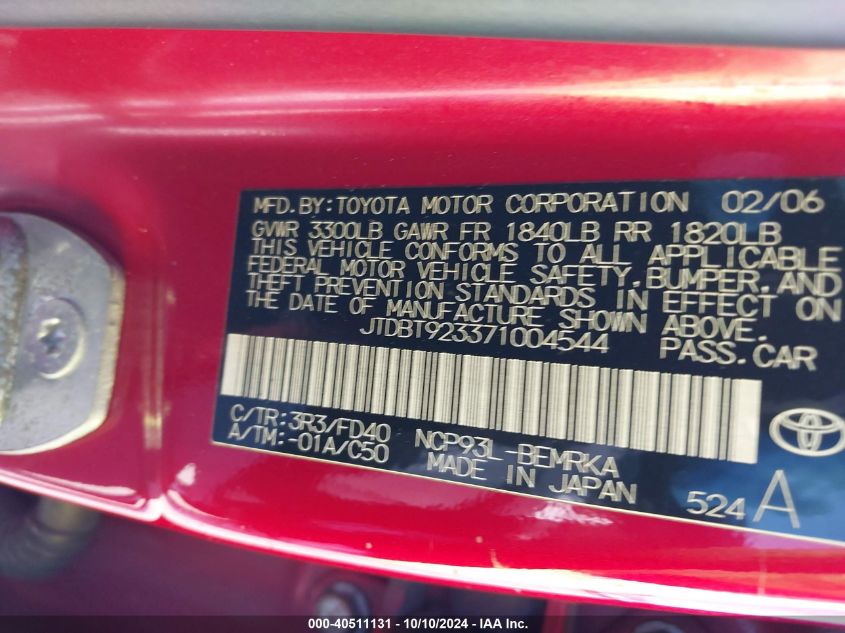 MFD.BY:TOYOTA MOTOR CORPORATION 02/06
GVWR 3300LB GAWR FR 1840LB RR 1820LB
THIS VEHICLE CONFORMS TO ALL APPLICABLE
FEDERAL MOTOR VEHICLE SAFETY,BUMPER,AND
THEFT PREVENTION STANDARDS IN EFFECT ON
THE DATE OF MANUFACTURE SHOWN ABOVE.
JTDBT923371004544 PASS.CAR
C/TR:3R3/FD40 NCP93L-BEMRKA
A/TM:-01A/C50 MADE IN JAPAN
524 A
000-40511131 - 10/10/2024 - IAA Inc.